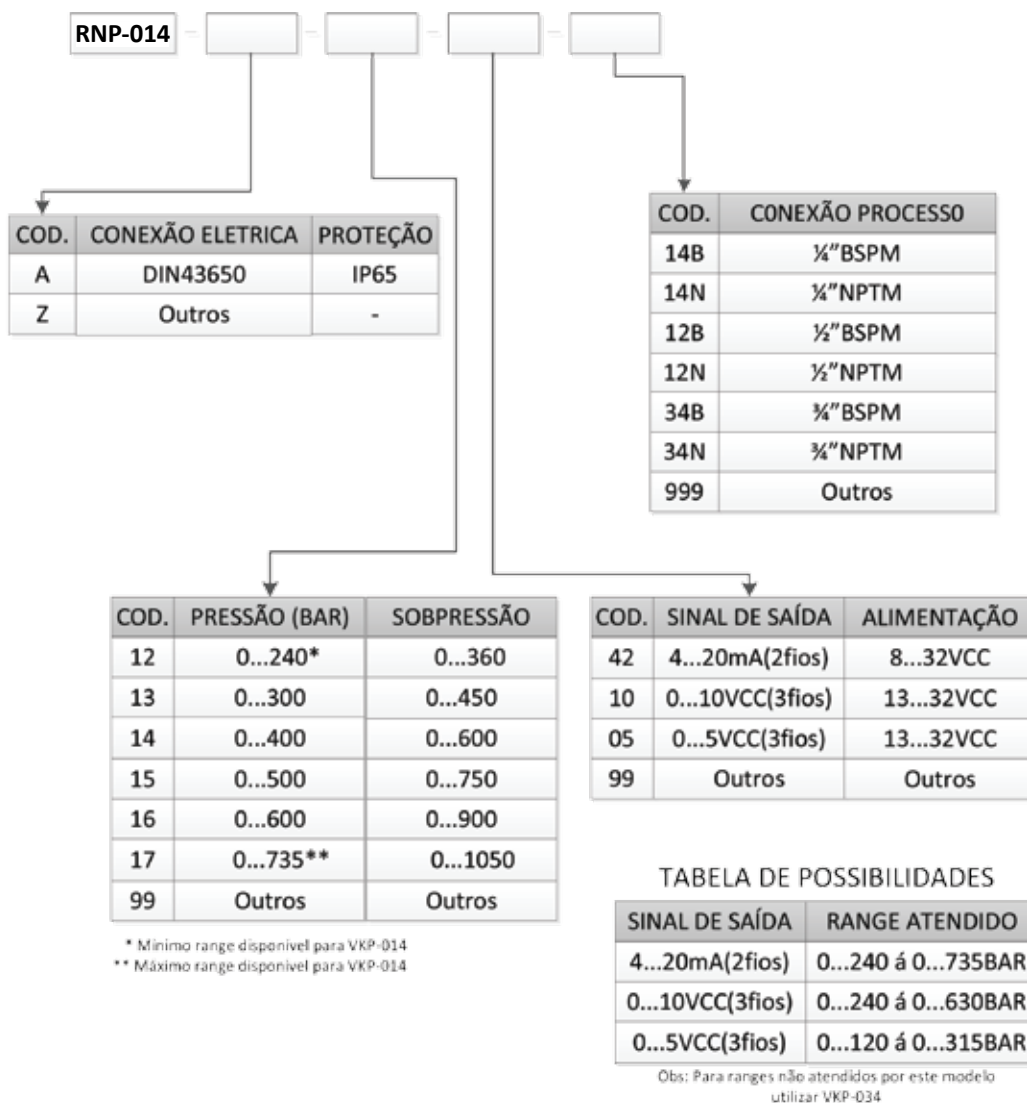 RNP-014 - - - -
COD. CONEXÃO ELETRICA PROTEÇÃO
A DIN43650 IP65
Z Outros -
COD. C0NEXÃO PROCESS0
14B ¼"BSPM
14N ¼"NPTM
12B ½"BSPM
12N ½"NPTM
34B ¾"BSPM
34N ¾"NPTM
999 Outros
COD. PRESSÃO (BAR) SOBPRESSÃO
12 0...240* 0...360
13 0...300 0...450
14 0...400 0...600
15 0...500 0...750
16 0...600 0...900
17 0...735** 0...1050
99 Outros Outros
* Mínimo range disponível para VKP-014
** Máximo range disponível para VKP-014
COD. SINAL DE SAÍDA ALIMENTAÇÃO
42 4...20mA(2fios) 8...32VCC
10 0...10VCC(3fios) 13...32VCC
05 0...5VCC(3fios) 13...32VCC
99 Outros Outros
TABELA DE POSSIBILIDADES
SINAL DE SAÍDA RANGE ATENDIDO
4...20mA(2fios) 0...240 á 0...735BAR
0...10VCC(3fios) 0...240 á 0...630BAR
0...5VCC(3fios) 0...120 á 0...315BAR
Obs: Para ranges não atendidos por este modelo
utilizar VKP-034